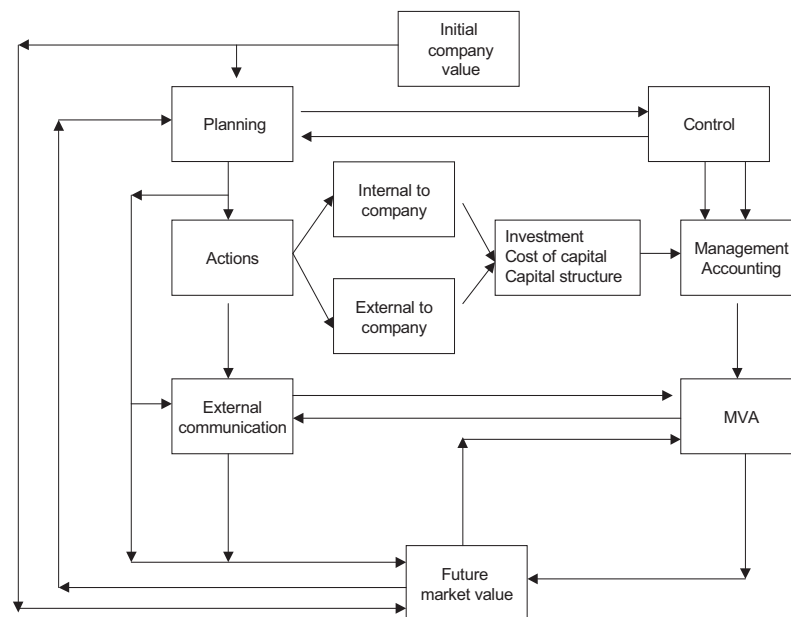 Initial
company
value
Planning
Control
Internal to
company
Actions
Investment
Cost of capital
Capital structure
Management
Accounting
External to
company
External
communication
MVA
Future
market value